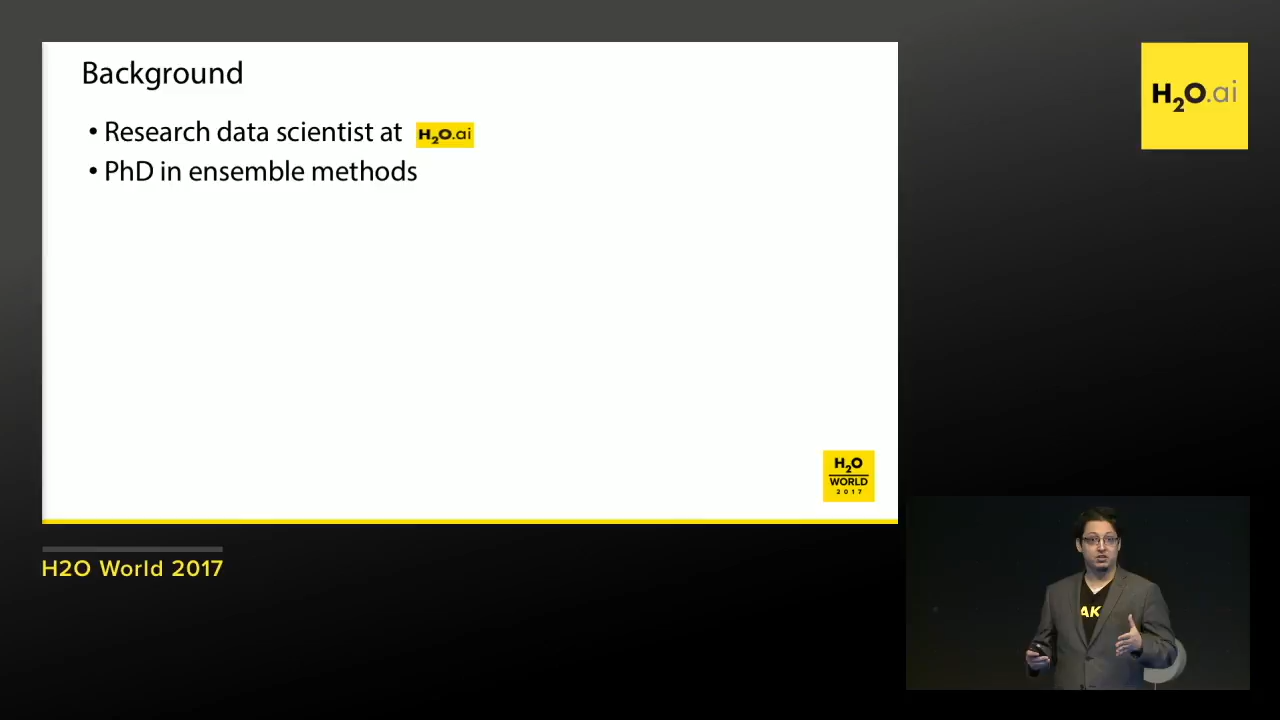 Background
• Research data scientist at H2O.ai
• PhD in ensemble methods
H2O
WORLD
2017
H2O World 2017
H2O.ai
AK